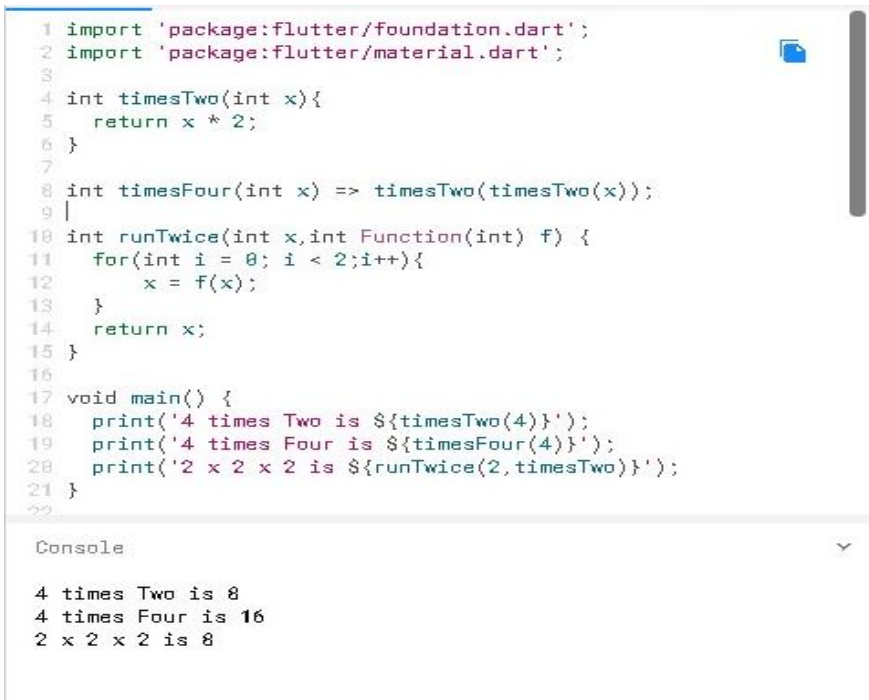 1 import 'package:flutter/foundation.dart';
2 import 'package:flutter/material.dart';
3
4 int timesTwo(int x){
5   return x * 2;
6 }
7
8 int timesFour(int x) => timesTwo(timesTwo(x));
9
10 int runTwice(int x,int Function(int) f) {
11   for(int i = 0; i < 2;i++){
12       x = f(x);
13   }
14   return x;
15 }
16
17 void main() {
18   print('4 times Two is ${timesTwo(4)}');
19   print('4 times Four is ${timesFour(4)}');
20   print('2 x 2 x 2 is ${runTwice(2,timesTwo)}');
21 }
22
Console
4 times Two is 8
4 times Four is 16
2 x 2 x 2 is 8